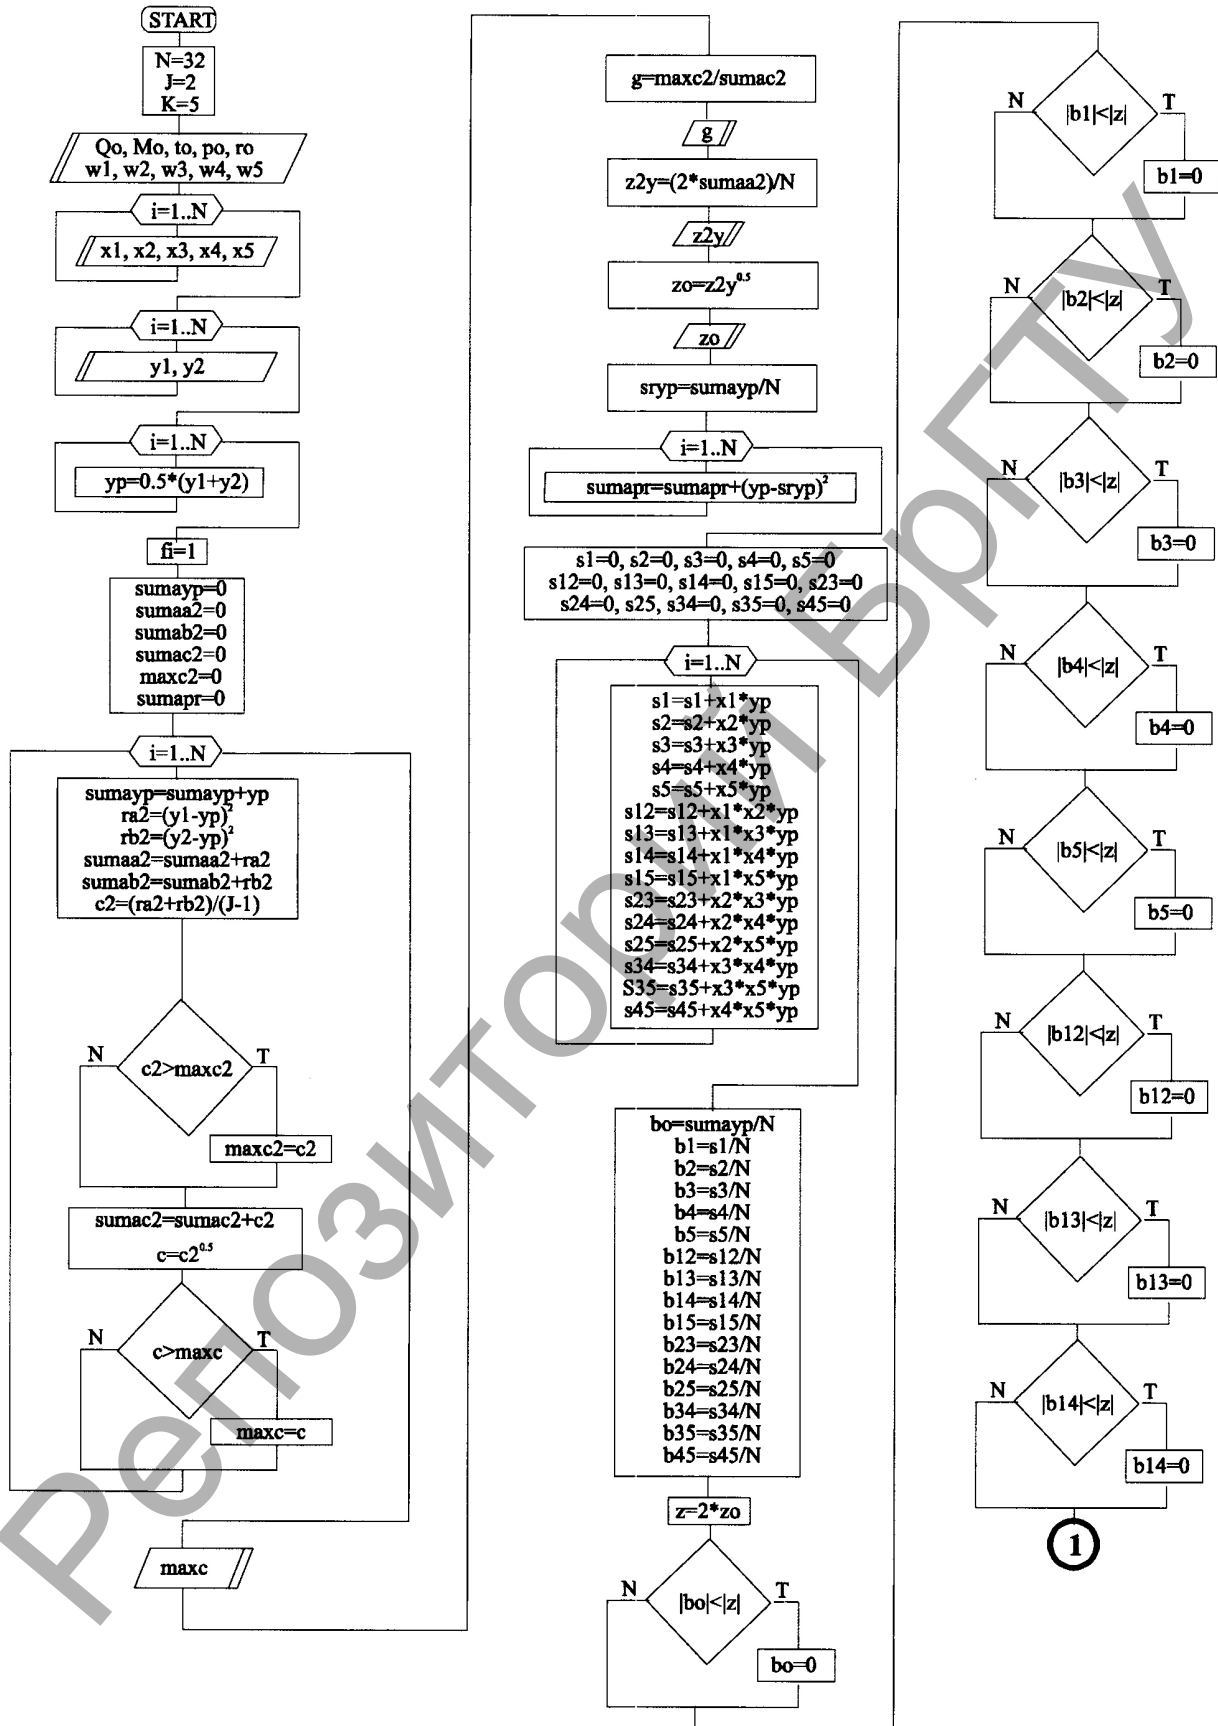 START
N=32
J=2
K=5
Qo, Mo, to, po, ro
w1, w2, w3, w4, w5
i=1..N
x1, x2, x3, x4, x5
i=1..N
y1, y2
i=1..N
yp=0.5*(y1+y2)
fi=1
sumayp=0
sumaa2=0
sumab2=0
sumac2=0
maxc2=0
sumapr=0
i=1..N
sumayp=sumayp+yp
ra2=(y1-yp)²
rb2=(y2-yp)²
sumaa2=sumaa2+ra2
sumab2=sumab2+rb2
c2=(ra2+rb2)/(J-1)
N
c2>maxc2
T
maxc2=c2
sumac2=sumac2+c2
c=c2^0.5
N
c>maxc
T
maxc=c
maxc
g=maxc2/sumac2
g
z2y=(2*sumaa2)/N
z2y
zo=z2y^0.5
zo
sryp=sumayp/N
i=1..N
sumapr=sumapr+(yp-sryp)²
s1=0, s2=0, s3=0, s4=0, s5=0
s12=0, s13=0, s14=0, s15=0, s23=0
s24=0, s25, s34=0, s35=0, s45=0
i=1..N
s1=s1+x1*yp
s2=s2+x2*yp
s3=s3+x3*yp
s4=s4+x4*yp
s5=s5+x5*yp
s12=s12+x1*x2*yp
s13=s13+x1*x3*yp
s14=s14+x1*x4*yp
s15=s15+x1*x5*yp
s23=s23+x2*x3*yp
s24=s24+x2*x4*yp
s25=s25+x2*x5*yp
s34=s34+x3*x4*yp
S35=s35+x3*x5*yp
s45=s45+x4*x5*yp
bo=sumayp/N
b1=s1/N
b2=s2/N
b3=s3/N
b4=s4/N
b5=s5/N
b12=s12/N
b13=s13/N
b14=s14/N
b15=s15/N
b23=s23/N
b24=s24/N
b25=s25/N
b34=s34/N
b35=s35/N
b45=s45/N
z=2*zo
N
|bo|<|z|
T
bo=0
N
|b1|<|z|
T
b1=0
N
|b2|<|z|
T
b2=0
N
|b3|<|z|
T
b3=0
N
|b4|<|z|
T
b4=0
N
|b5|<|z|
T
b5=0
N
|b12|<|z|
T
b12=0
N
|b13|<|z|
T
b13=0
N
|b14|<|z|
T
b14=0
1
Репозиторий БрГТУ